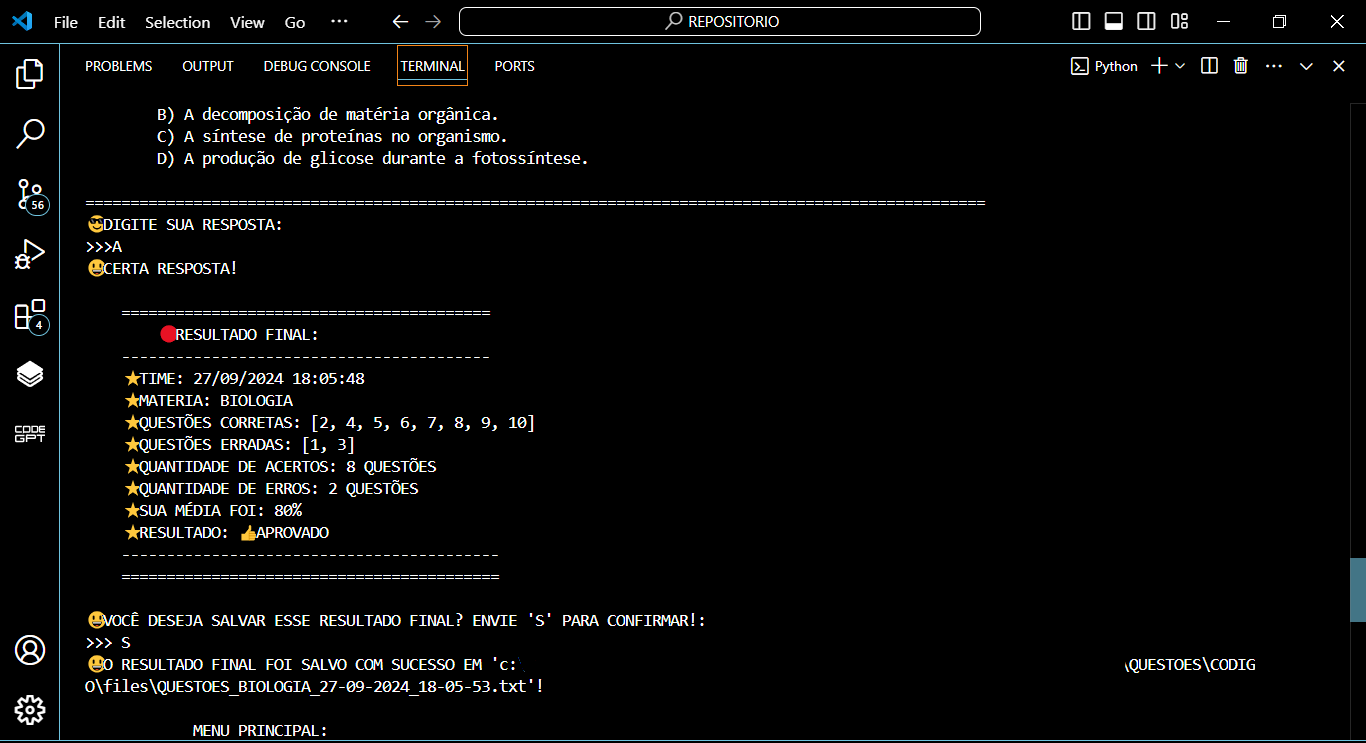 File Edit Selection View Go ··· REPOSITORIO
PROBLEMS OUTPUT DEBUG CONSOLE TERMINAL PORTS Python
B) A decomposição de matéria orgânica.
C) A síntese de proteínas no organismo.
D) A produção de glicose durante a fotossíntese.
====================================================================================================
😎DIGITE SUA RESPOSTA:
>>>A
😀CERTA RESPOSTA!
=========================================
🔴RESULTADO FINAL:
-----------------------------------------
⭐TIME: 27/09/2024 18:05:48
⭐MATERIA: BIOLOGIA
⭐QUESTÕES CORRETAS: [2, 4, 5, 6, 7, 8, 9, 10]
⭐QUESTÕES ERRADAS: [1, 3]
⭐QUANTIDADE DE ACERTOS: 8 QUESTÕES
⭐QUANTIDADE DE ERROS: 2 QUESTÕES
⭐SUA MÉDIA FOI: 80%
⭐RESULTADO: 👍APROVADO
------------------------------------------
==========================================
😀VOCÊ DESEJA SALVAR ESSE RESULTADO FINAL? ENVIE 'S' PARA CONFIRMAR!:
>>> S
😀O RESULTADO FINAL FOI SALVO COM SUCESSO EM 'c:\ \QUESTOES\CODIG
O\files\QUESTOES_BIOLOGIA_27-09-2024_18-05-53.txt'!
MENU PRINCIPAL:
56
4
CODE
GPT